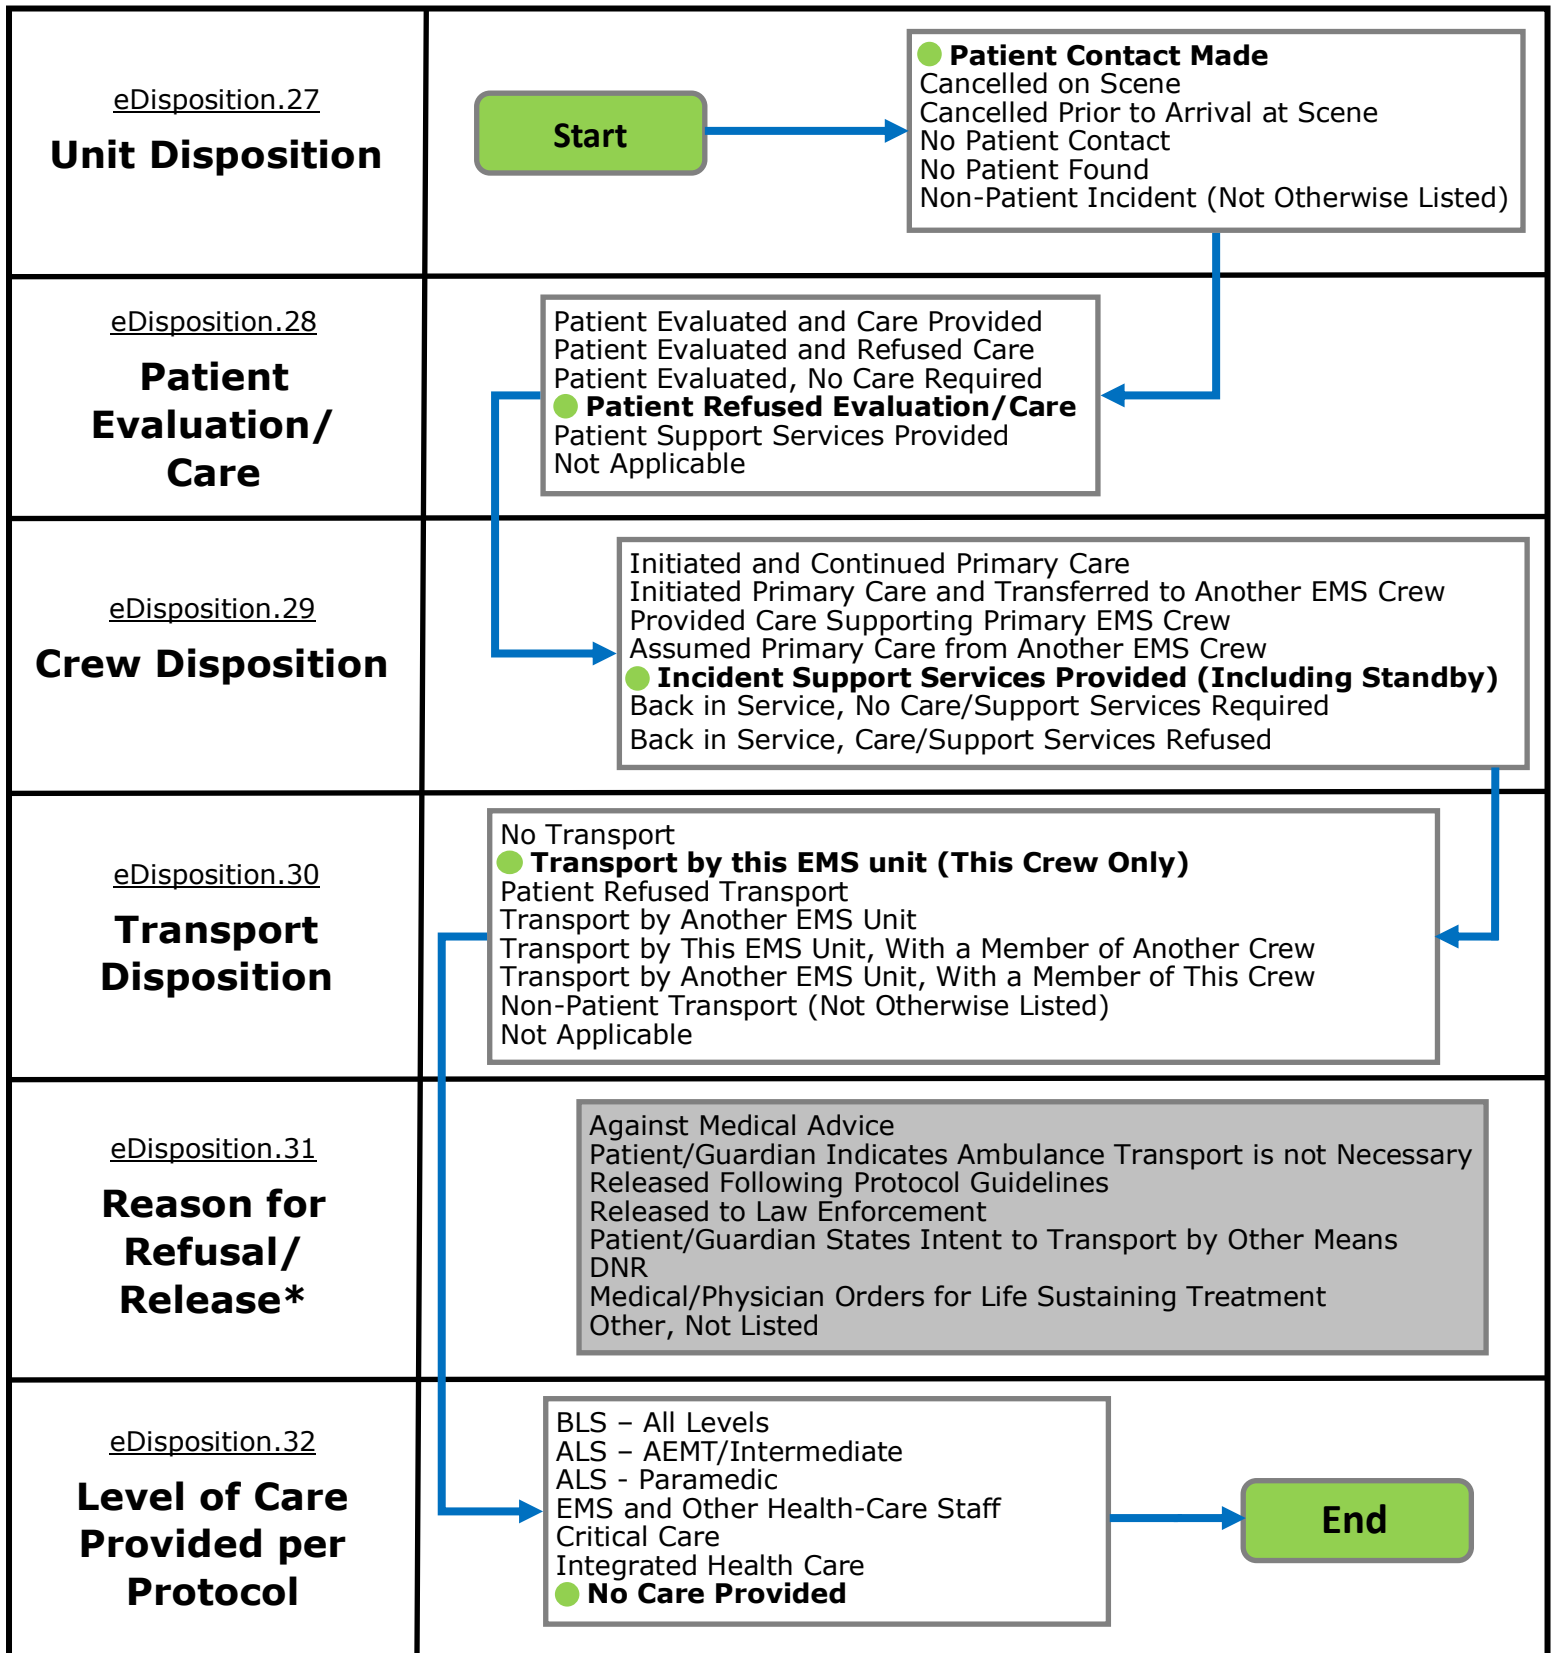 eDisposition.27
Unit Disposition
Start
Patient Contact Made
Cancelled on Scene
Cancelled Prior to Arrival at Scene
No Patient Contact
No Patient Found
Non-Patient Incident (Not Otherwise Listed)
eDisposition.28
Patient
Evaluation/
Care
Patient Evaluated and Care Provided
Patient Evaluated and Refused Care
Patient Evaluated, No Care Required
Patient Refused Evaluation/Care
Patient Support Services Provided
Not Applicable
eDisposition.29
Crew Disposition
Initiated and Continued Primary Care
Initiated Primary Care and Transferred to Another EMS Crew
Provided Care Supporting Primary EMS Crew
Assumed Primary Care from Another EMS Crew
Incident Support Services Provided (Including Standby)
Back in Service, No Care/Support Services Required
Back in Service, Care/Support Services Refused
eDisposition.30
Transport
Disposition
No Transport
Transport by this EMS unit (This Crew Only)
Patient Refused Transport
Transport by Another EMS Unit
Transport by This EMS Unit, With a Member of Another Crew
Transport by Another EMS Unit, With a Member of This Crew
Non-Patient Transport (Not Otherwise Listed)
Not Applicable
eDisposition.31
Reason for
Refusal/
Release*
Against Medical Advice
Patient/Guardian Indicates Ambulance Transport is not Necessary
Released Following Protocol Guidelines
Released to Law Enforcement
Patient/Guardian States Intent to Transport by Other Means
DNR
Medical/Physician Orders for Life Sustaining Treatment
Other, Not Listed
eDisposition.32
Level of Care
Provided per
Protocol
BLS – All Levels
ALS – AEMT/Intermediate
ALS - Paramedic
EMS and Other Health-Care Staff
Critical Care
Integrated Health Care
No Care Provided
End